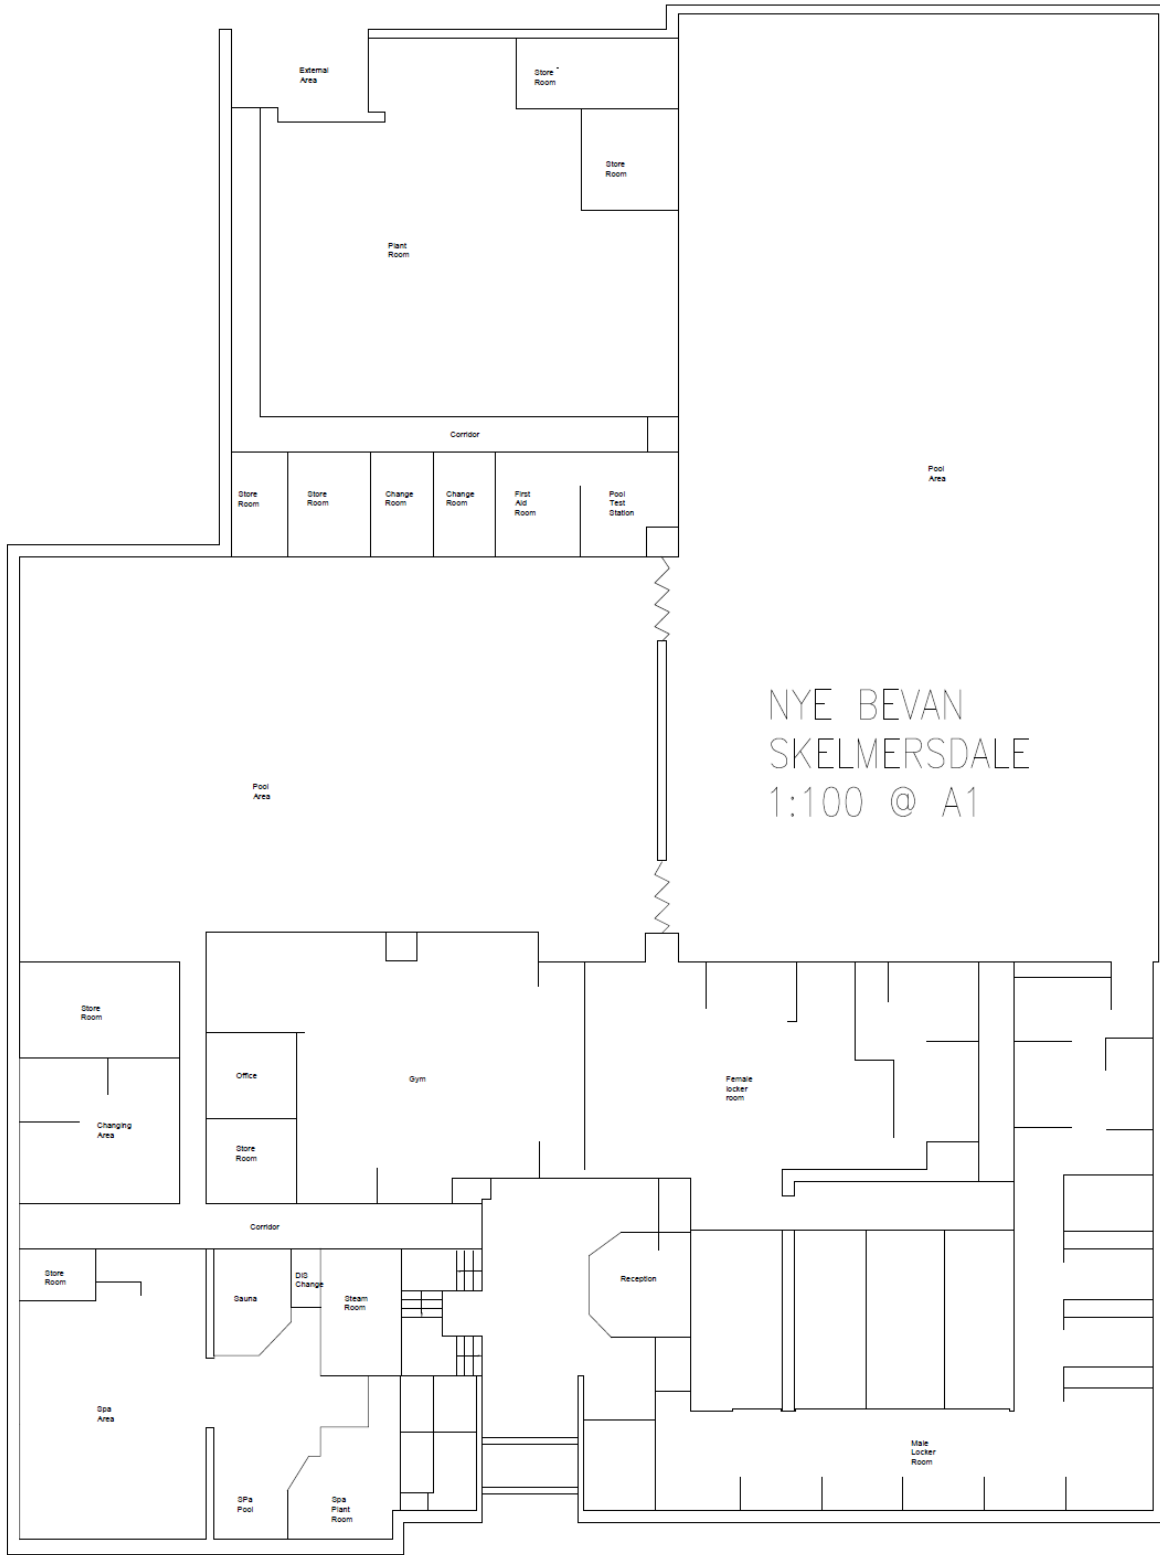 External
Area
Store
Room
Store
Room
Plant
Room
Corridor
Store
Room
Store
Room
Change
Room
Change
Room
First
Aid
Room
Pool
Test
Station
Pool
Area
NYE BEVAN
SKELMERSDALE
1:100 @ A1
Pool
Area
Store
Room
Office
Gym
Female
locker
room
Changing
Area
Store
Room
Corridor
Store
Room
Sauna
DIS
Change
Steam
Room
Reception
Spa
Area
Male
Locker
Room
SPa
Pool
Spa
Plant
Room